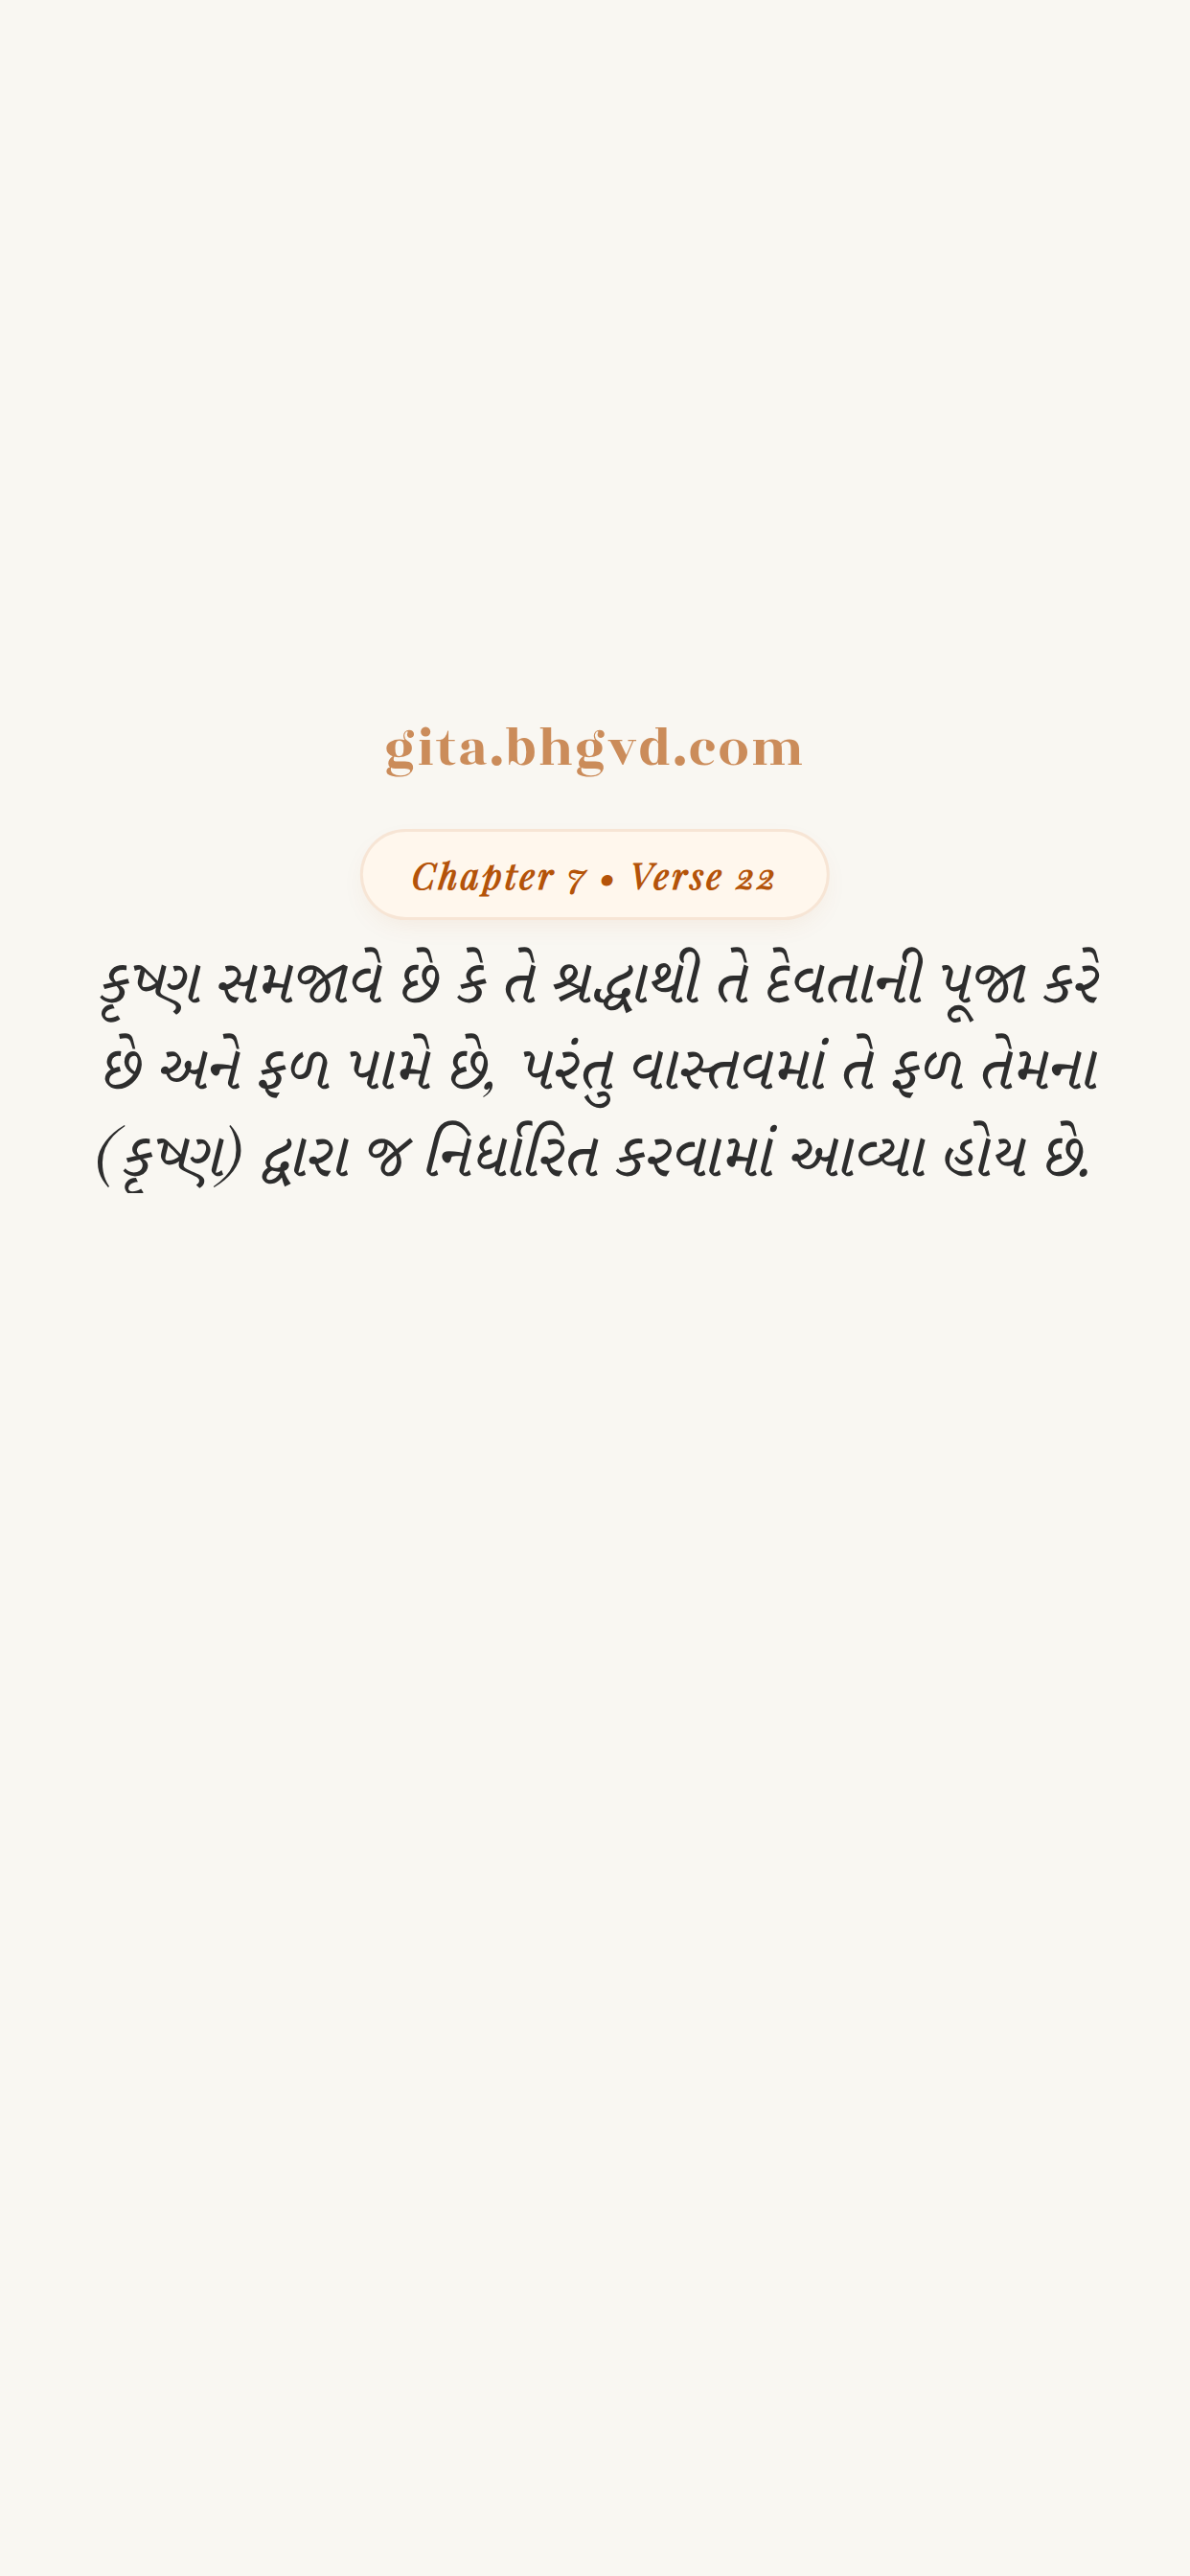 gita.bhgvd.com
Chapter 7 • Verse 22
કૃષ્ણ સમજાવે છે કે તે શ્રદ્ધાથી તે દેવતાની પૂજા કરે
છે અને ફળ પામે છે, પરંતુ વાસ્તવમાં તે ફળ તેમના
(કૃષ્ણ) દ્વારા જ નિર્ધારિત કરવામાં આવ્યા હોય છે.